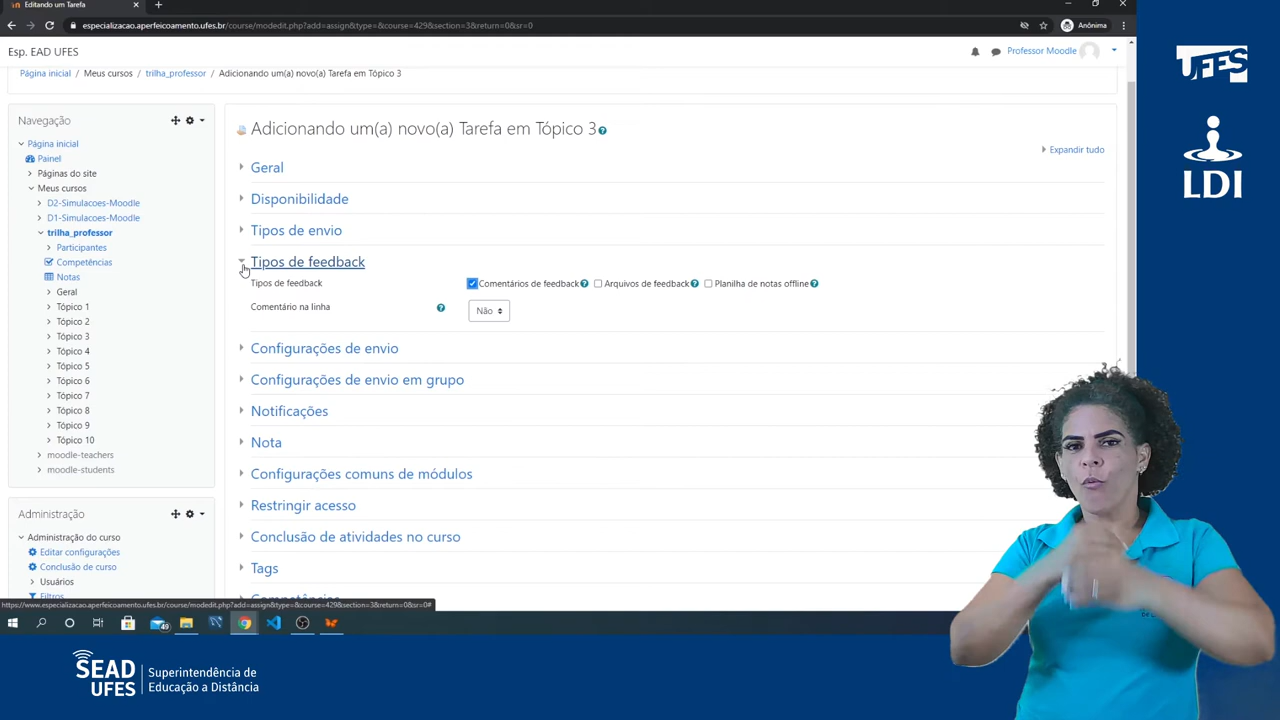 Editando um Tarefa
especializacao.aperfeicoamento.ufes.br/course/modedit.php?add=assign&type=&course=429&section=3&return=0&sr=0
Anônima
Esp. EAD UFES
Professor Moodle
Página inicial / Meus cursos / trilha_professor / Adicionando um(a) novo(a) Tarefa em Tópico 3
Navegação
Página inicial
Painel
Páginas do site
Meus cursos
D2-Simulacoes-Moodle
D1-Simulacoes-Moodle
trilha_professor
Participantes
Competências
Notas
Geral
Tópico 1
Tópico 2
Tópico 3
Tópico 4
Tópico 5
Tópico 6
Tópico 7
Tópico 8
Tópico 9
Tópico 10
moodle-teachers
moodle-students
Administração
Administração do curso
Editar configurações
Conclusão de curso
Usuários
Filtros
Adicionando um(a) novo(a) Tarefa em Tópico 3
Expandir tudo
Geral
Disponibilidade
Tipos de envio
Tipos de feedback
Tipos de feedback
Comentários de feedback Arquivos de feedback Planilha de notas offline
Comentário na linha
Não
Configurações de envio
Configurações de envio em grupo
Notificações
Nota
Configurações comuns de módulos
Restringir acesso
Conclusão de atividades no curso
Tags
Competências
https://www.especializacao.aperfeicoamento.ufes.br/course/modedit.php?add=assign&type=&course=429&section=3&return=0&sr=0#
49
UFES
LDI
SEAD
UFES
Superintendência de
Educação a Distância